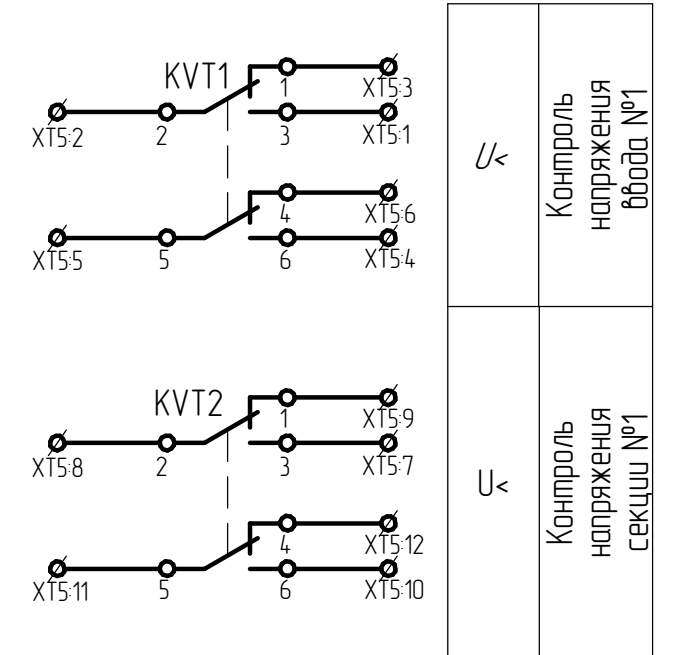 KVT1
1
XT5:3
XT5:2
2
3
XT5:1
4
XT5:6
XT5:5
5
6
XT5:4
U<
Контроль
напряжения
ввода №1
KVT2
1
XT5:9
XT5:8
2
3
XT5:7
4
XT5:12
XT5:11
5
6
XT5:10
U<
Контроль
напряжения
секции №1